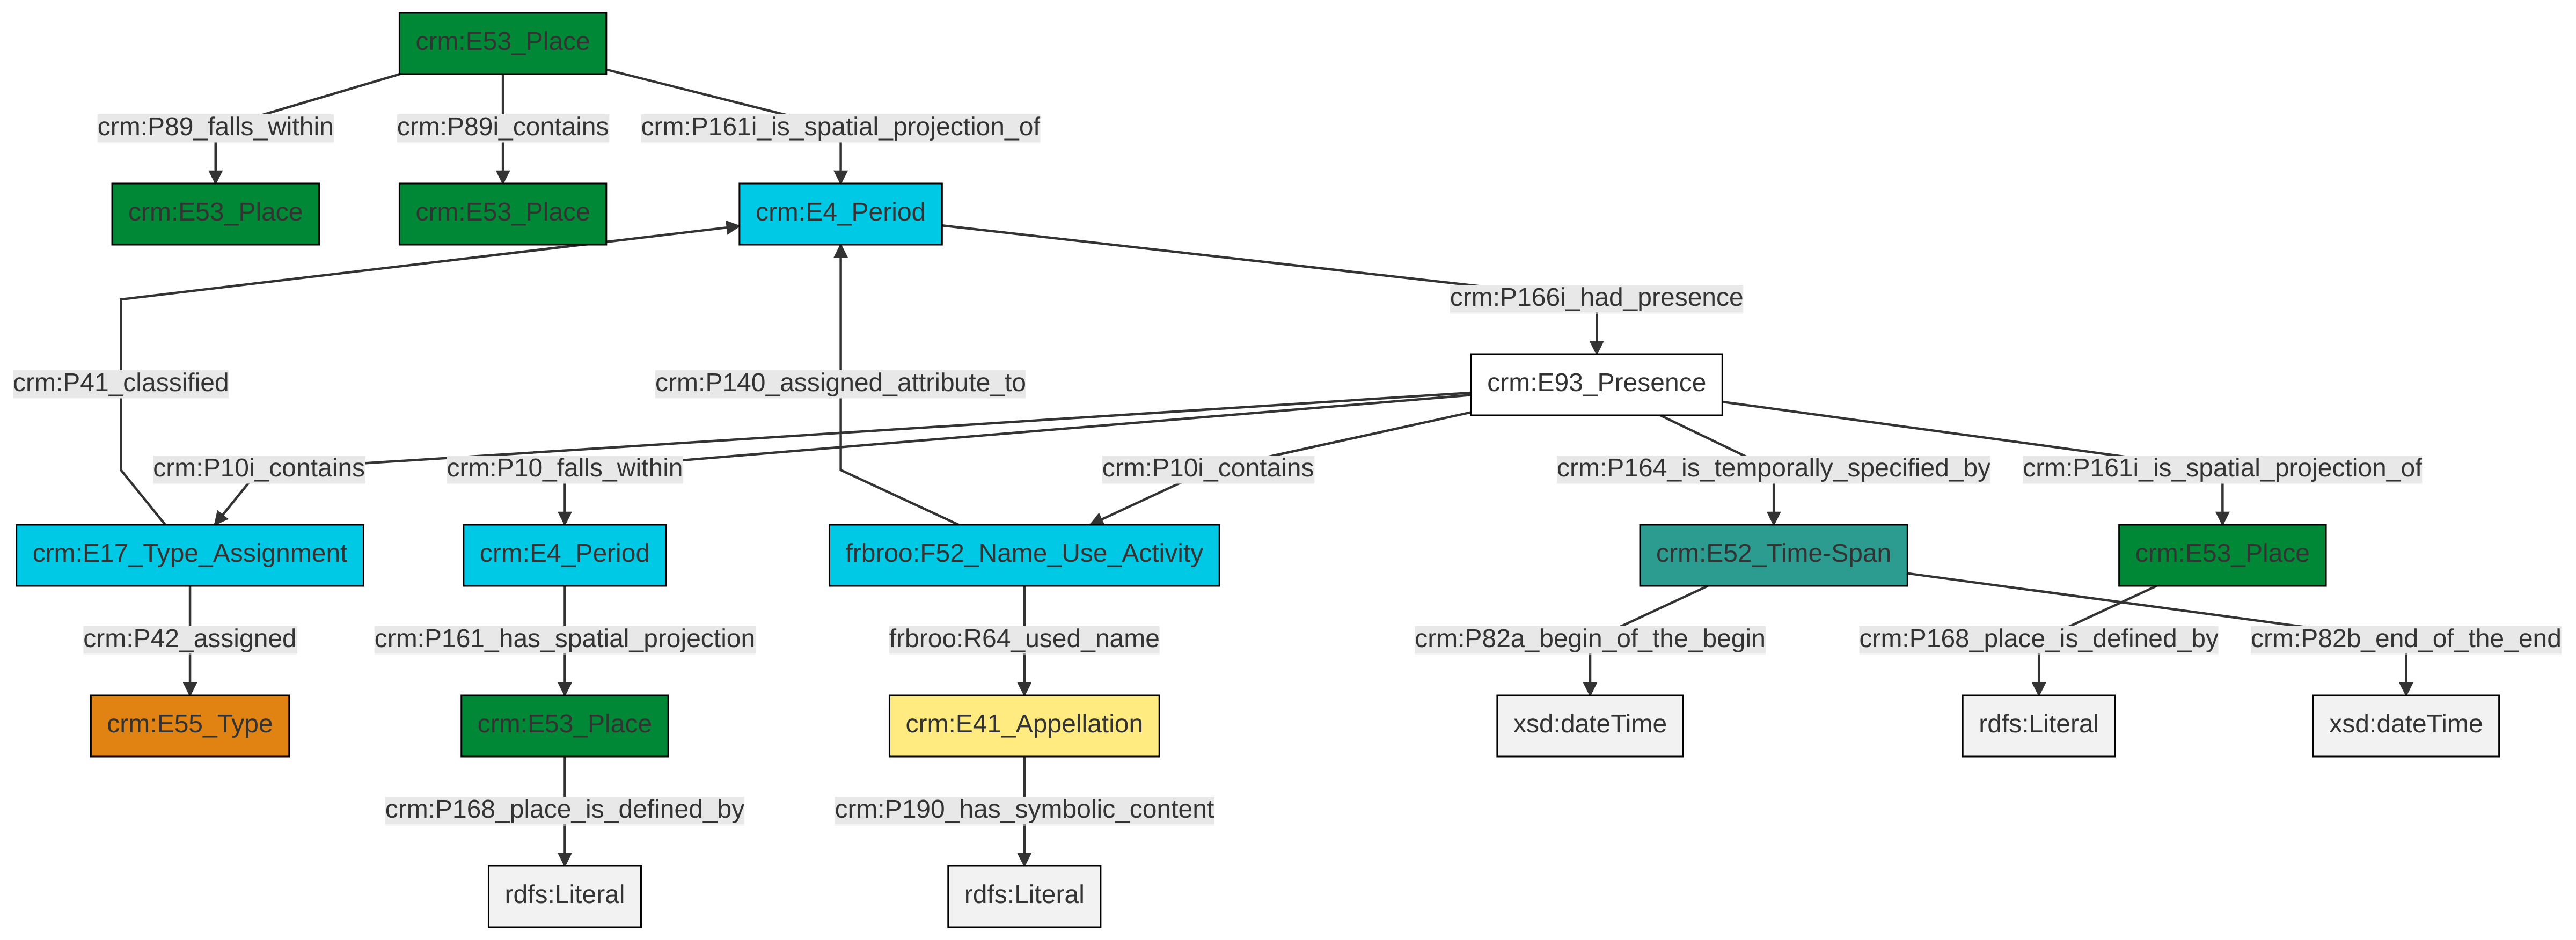 crm:E53_Place
crm:P89_falls_within
crm:P89i_contains
crm:P161i_is_spatial_projection_of
crm:E53_Place
crm:E53_Place
crm:E4_Period
crm:P166i_had_presence
crm:P41_classified
crm:P140_assigned_attribute_to
crm:E93_Presence
crm:P10i_contains
crm:P10_falls_within
crm:P10i_contains
crm:P164_is_temporally_specified_by
crm:P161i_is_spatial_projection_of
crm:E17_Type_Assignment
crm:E4_Period
frbroo:F52_Name_Use_Activity
crm:E52_Time-Span
crm:E53_Place
crm:P42_assigned
crm:P161_has_spatial_projection
frbroo:R64_used_name
crm:P82a_begin_of_the_begin
crm:P168_place_is_defined_by
crm:P82b_end_of_the_end
crm:E55_Type
crm:E53_Place
crm:E41_Appellation
xsd:dateTime
rdfs:Literal
xsd:dateTime
crm:P168_place_is_defined_by
crm:P190_has_symbolic_content
rdfs:Literal
rdfs:Literal